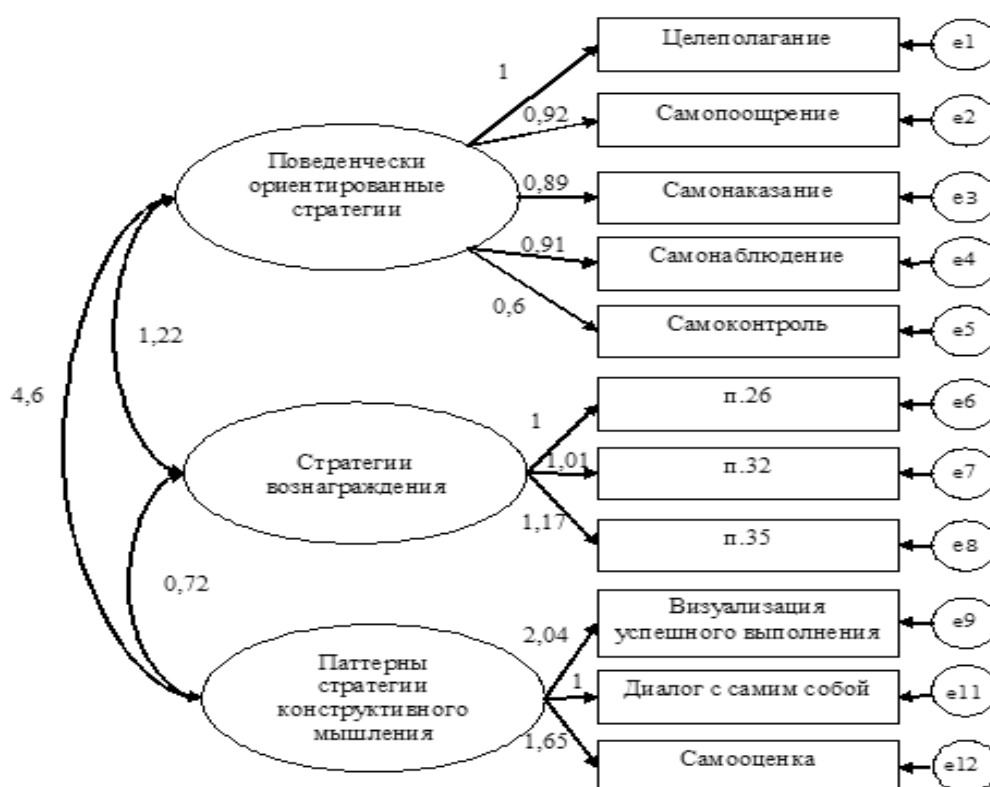 Целеполагание
e1
1
0,92
Самопоощрение
e2
Поведенчески
ориентированные
стратегии
0,89
Самонаказание
e3
0,91
Самонаблюдение
e4
0,6
Самоконтроль
e5
1,22
4,6
1
п.26
e6
Стратегии
вознаграждения
1,01
п.32
e7
1,17
п.35
e8
0,72
2,04
Визуализация
успешного выполнения
e9
Паттерны
стратегии
конструктивного
мышления
1
Диалог с самим собой
e11
1,65
Самооценка
e12